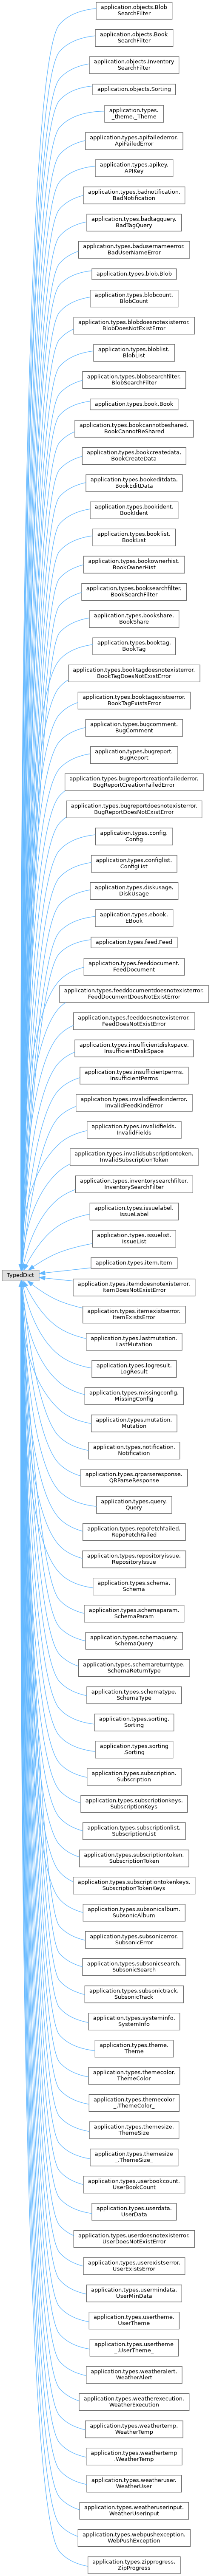 application.objects.Blob
SearchFilter
application.objects.Book
SearchFilter
application.objects.Inventory
SearchFilter
application.objects.Sorting
application.types.
_theme._Theme
application.types.apifailederror.
ApiFailedError
application.types.apikey.
APIKey
application.types.badnotification.
BadNotification
application.types.badtagquery.
BadTagQuery
application.types.badusernameerror.
BadUserNameError
application.types.blob.Blob
application.types.blobcount.
BlobCount
application.types.blobdoesnotexisterror.
BlobDoesNotExistError
application.types.bloblist.
BlobList
application.types.blobsearchfilter.
BlobSearchFilter
application.types.book.Book
application.types.bookcannotbeshared.
BookCannotBeShared
application.types.bookcreatedata.
BookCreateData
application.types.bookeditdata.
BookEditData
application.types.bookident.
BookIdent
application.types.booklist.
BookList
application.types.bookownerhist.
BookOwnerHist
application.types.booksearchfilter.
BookSearchFilter
application.types.bookshare.
BookShare
application.types.booktag.
BookTag
application.types.booktagdoesnotexisterror.
BookTagDoesNotExistError
application.types.booktagexistserror.
BookTagExistsError
application.types.bugcomment.
BugComment
application.types.bugreport.
BugReport
application.types.bugreportcreationfailederror.
BugReportCreationFailedError
application.types.bugreportdoesnotexisterror.
BugReportDoesNotExistError
application.types.config.
Config
application.types.configlist.
ConfigList
application.types.diskusage.
DiskUsage
application.types.ebook.
EBook
application.types.feed.Feed
application.types.feeddocument.
FeedDocument
application.types.feeddocumentdoesnotexisterror.
FeedDocumentDoesNotExistError
application.types.feeddoesnotexisterror.
FeedDoesNotExistError
application.types.insufficientdiskspace.
InsufficientDiskSpace
application.types.insufficientperms.
InsufficientPerms
application.types.invalidfeedkinderror.
InvalidFeedKindError
application.types.invalidfields.
InvalidFields
application.types.invalidsubscriptiontoken.
InvalidSubscriptionToken
application.types.inventorysearchfilter.
InventorySearchFilter
application.types.issuelabel.
IssueLabel
application.types.issuelist.
IssueList
application.types.item.Item
TypedDict
application.types.itemdoesnotexisterror.
ItemDoesNotExistError
application.types.itemexistserror.
ItemExistsError
application.types.lastmutation.
LastMutation
application.types.logresult.
LogResult
application.types.missingconfig.
MissingConfig
application.types.mutation.
Mutation
application.types.notification.
Notification
application.types.qrparseresponse.
QRParseResponse
application.types.query.
Query
application.types.repofetchfailed.
RepoFetchFailed
application.types.repositoryissue.
RepositoryIssue
application.types.schema.
Schema
application.types.schemaparam.
SchemaParam
application.types.schemaquery.
SchemaQuery
application.types.schemareturntype.
SchemaReturnType
application.types.schematype.
SchemaType
application.types.sorting.
Sorting
application.types.sorting
_.Sorting_
application.types.subscription.
Subscription
application.types.subscriptionkeys.
SubscriptionKeys
application.types.subscriptionlist.
SubscriptionList
application.types.subscriptiontoken.
SubscriptionToken
application.types.subscriptiontokenkeys.
SubscriptionTokenKeys
application.types.subsonicalbum.
SubsonicAlbum
application.types.subsonicerror.
SubsonicError
application.types.subsonicsearch.
SubsonicSearch
application.types.subsonictrack.
SubsonicTrack
application.types.systeminfo.
SystemInfo
application.types.theme.
Theme
application.types.themecolor.
ThemeColor
application.types.themecolor
_.ThemeColor_
application.types.themesize.
ThemeSize
application.types.themesize
_.ThemeSize_
application.types.userbookcount.
UserBookCount
application.types.userdata.
UserData
application.types.userdoesnotexisterror.
UserDoesNotExistError
application.types.userexistserror.
UserExistsError
application.types.usermindata.
UserMinData
application.types.usertheme.
UserTheme
application.types.usertheme
_.UserTheme_
application.types.weatheralert.
WeatherAlert
application.types.weatherexecution.
WeatherExecution
application.types.weathertemp.
WeatherTemp
application.types.weathertemp
_.WeatherTemp_
application.types.weatheruser.
WeatherUser
application.types.weatheruserinput.
WeatherUserInput
application.types.webpushexception.
WebPushException
application.types.zipprogress.
ZipProgress